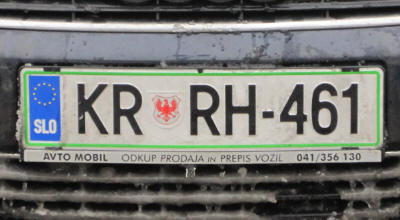 SLO KR RH-461
AVTO MOBIL ODKUP PRODAJA IN PREPIS VOZIL 041/356 130